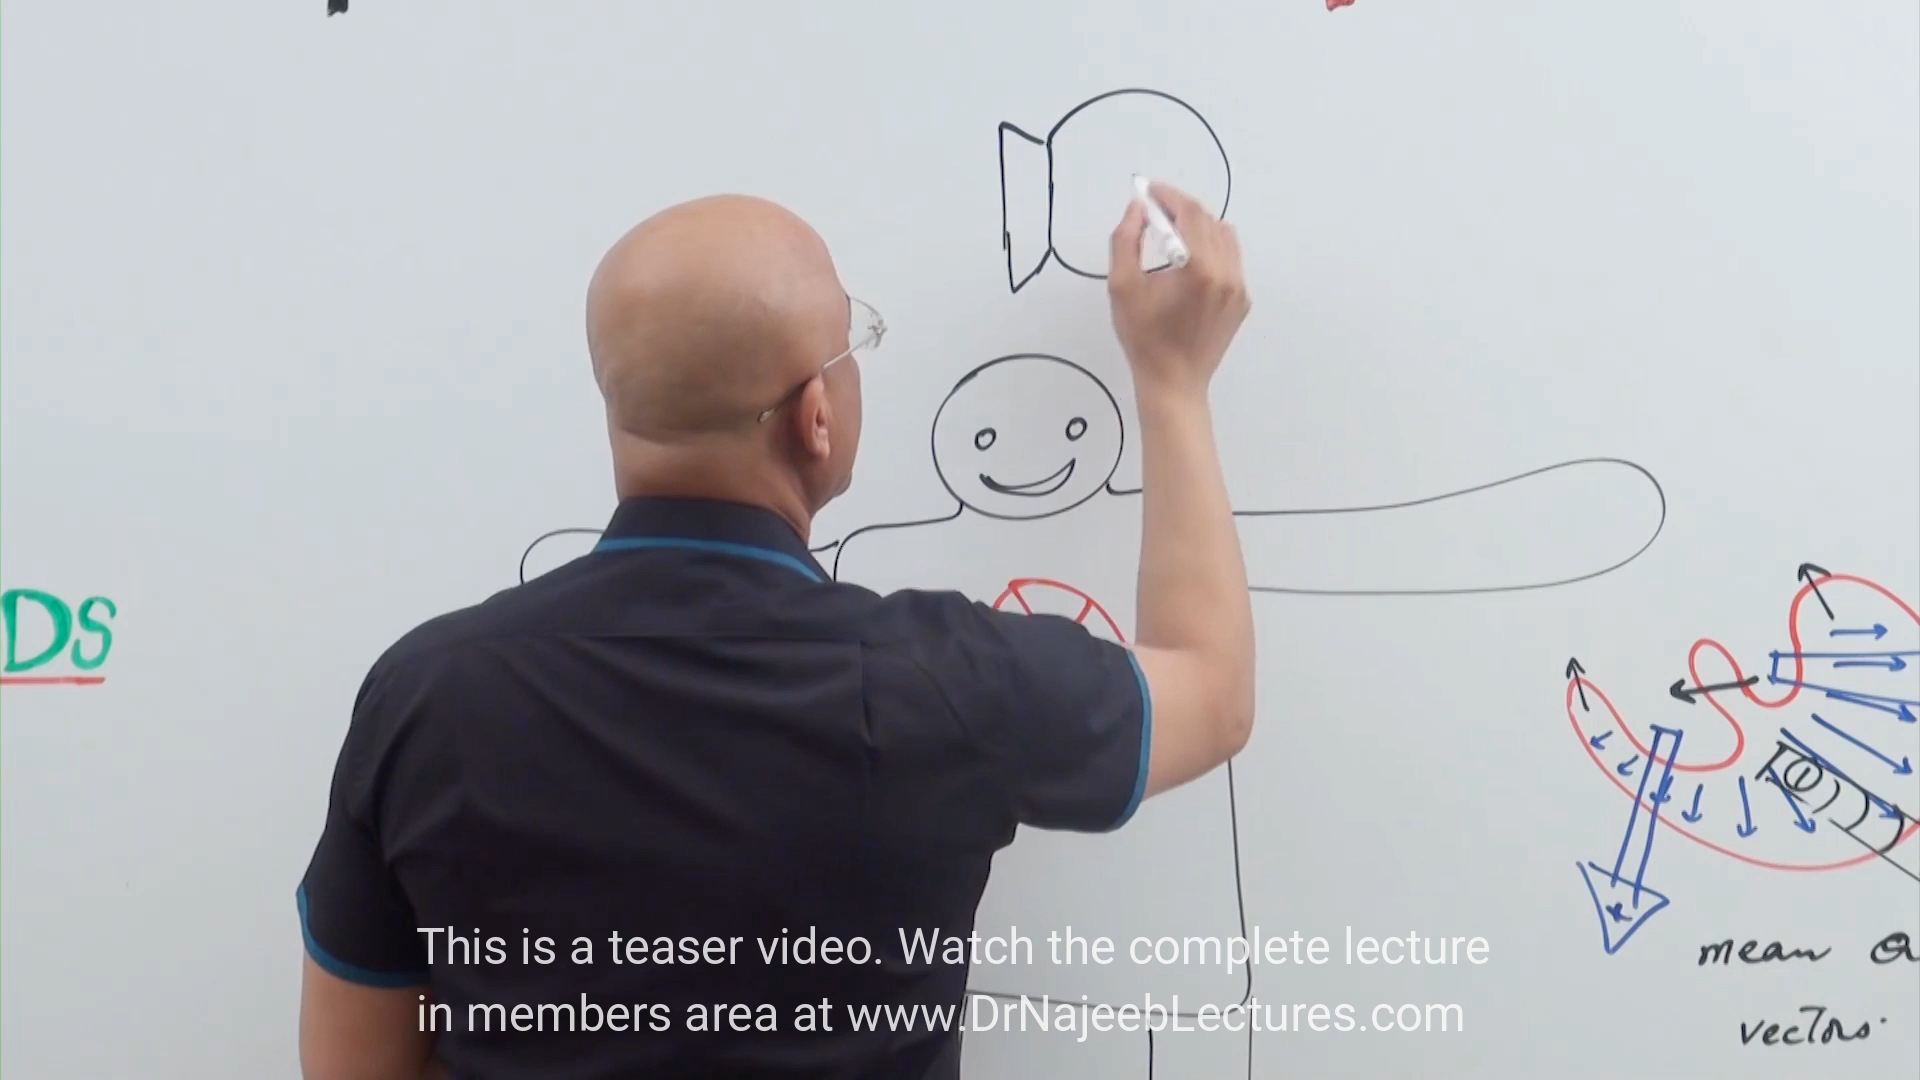 DS
mean
vectors.
This is a teaser video. Watch the complete lecture
in members area at www.DrNajeebLectures.com